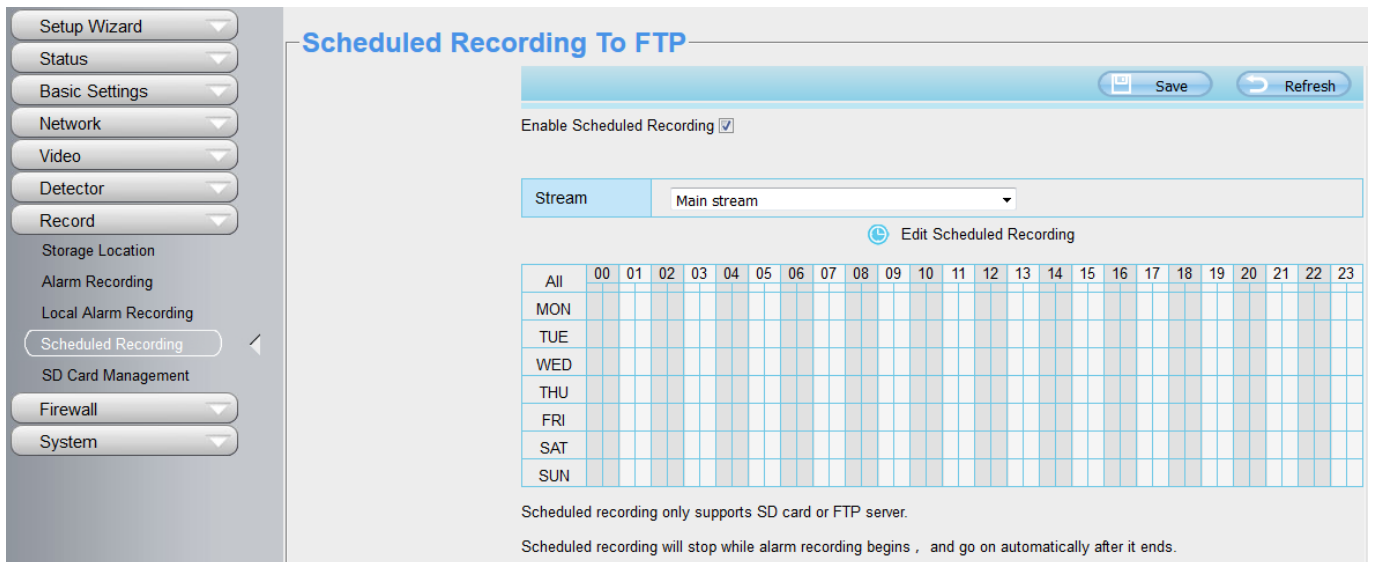 Setup Wizard
Status
Basic Settings
Network
Video
Detector
Record
Storage Location
Alarm Recording
Local Alarm Recording
Scheduled Recording
SD Card Management
Firewall
System
Scheduled Recording To FTP
Save Refresh
Enable Scheduled Recording
Stream Main stream
Edit Scheduled Recording
All 00 01 02 03 04 05 06 07 08 09 10 11 12 13 14 15 16 17 18 19 20 21 22 23
MON
TUE
WED
THU
FRI
SAT
SUN
Scheduled recording only supports SD card or FTP server.
Scheduled recording will stop while alarm recording begins , and go on automatically after it ends.